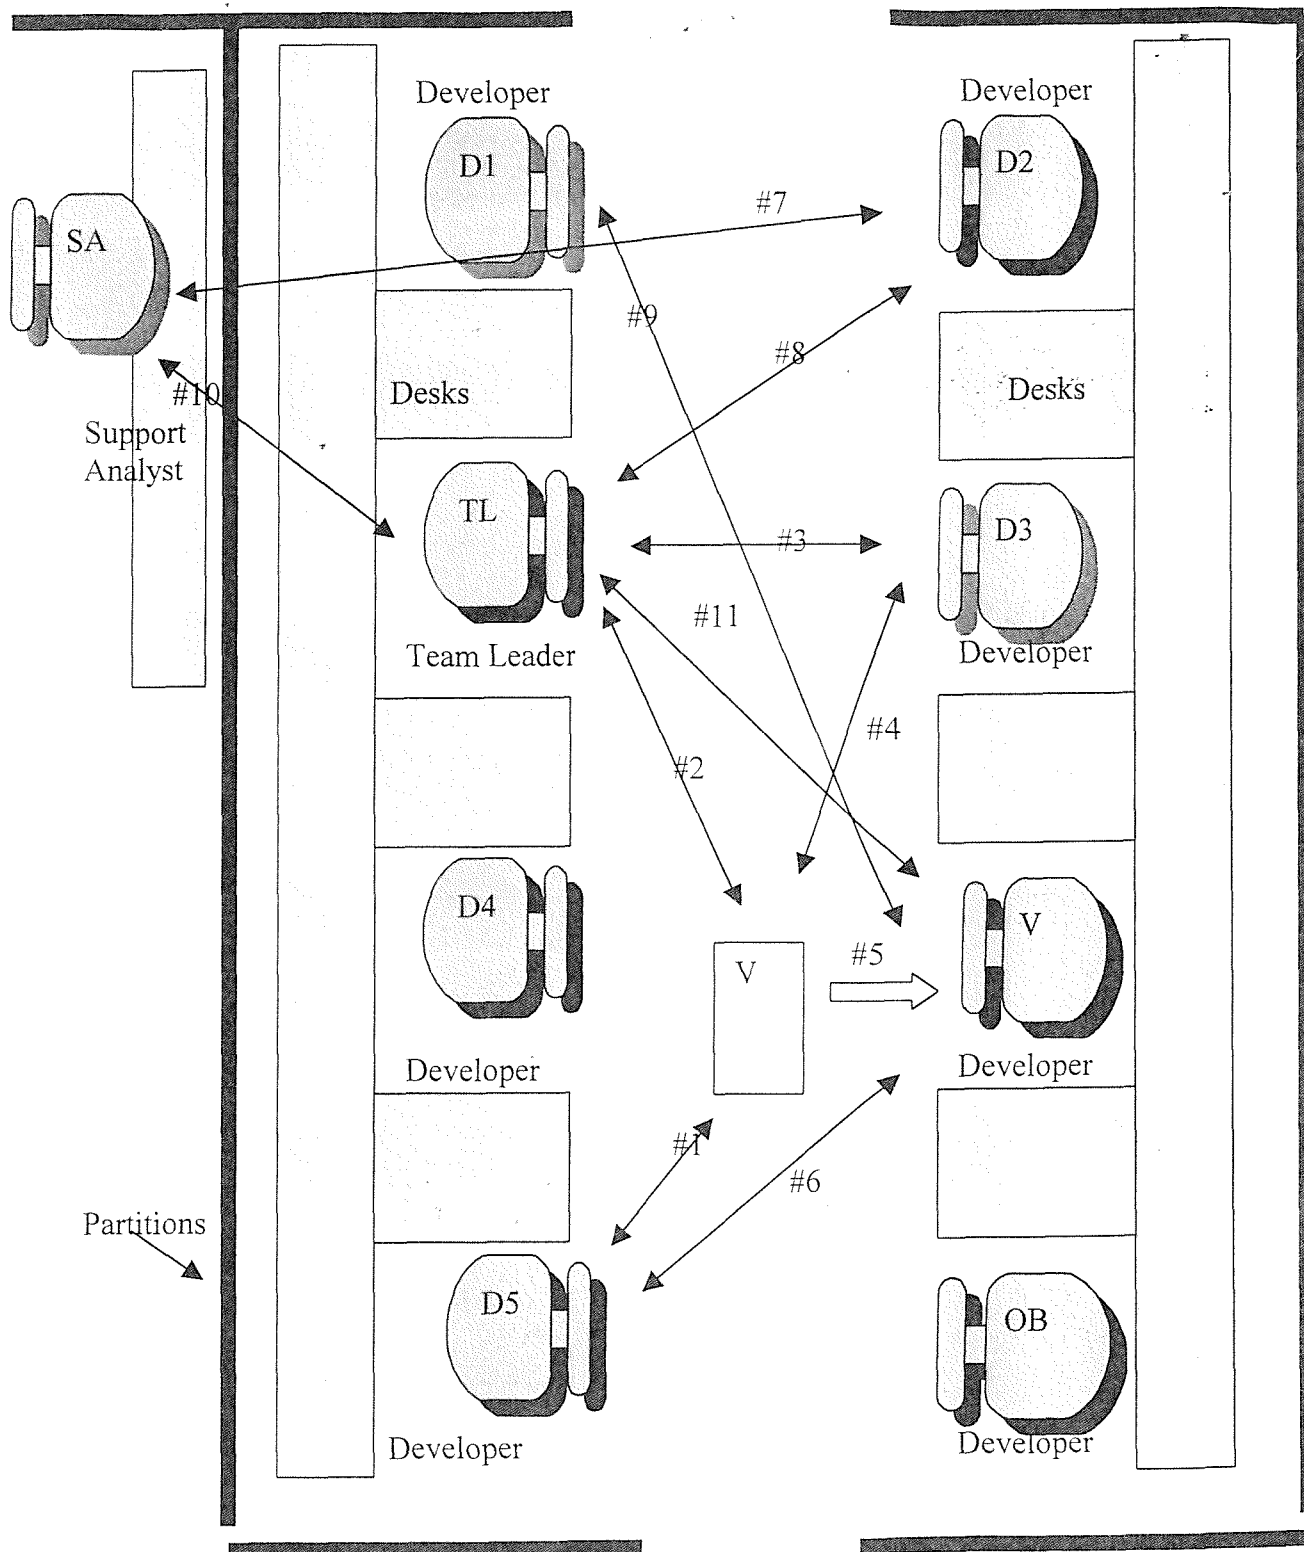 Developer
Developer
D1
D2
#7
SA
#9
#8
Desks
Desks
#10
Support
Analyst
TL
D3
#3
#11
Team Leader
Developer
#4
#2
D4
V
V
#5
Developer
Developer
#1
#6
Partitions
D5
OB
Developer
Developer